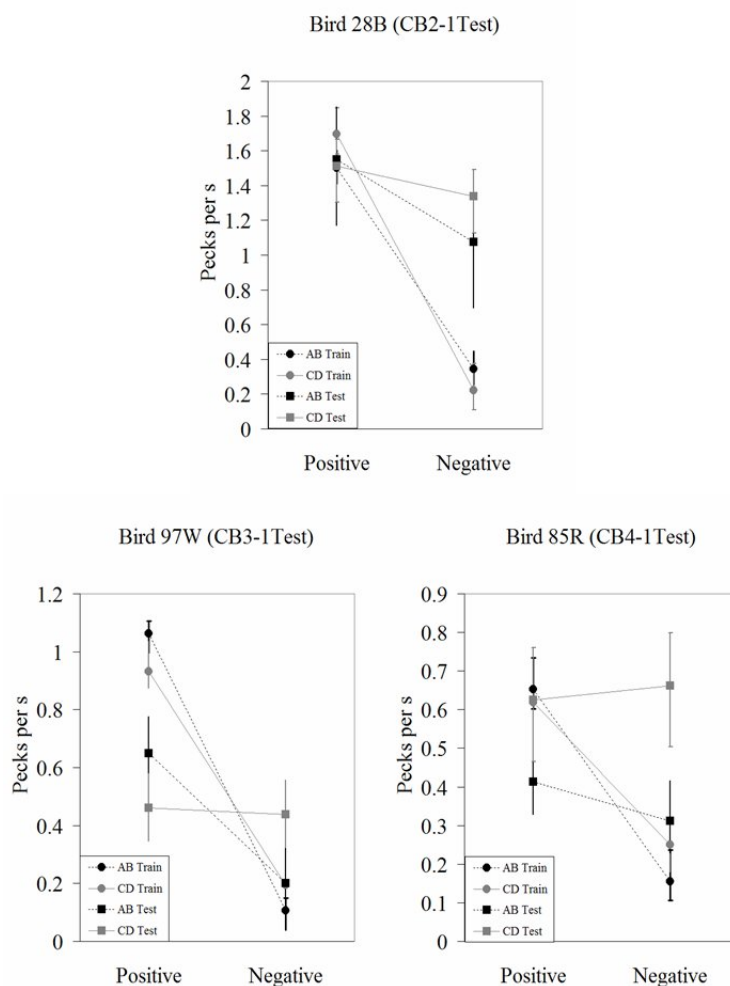 Bird 28B (CB2-1Test)
Pecks per s
2
1.8
1.6
1.4
1.2
1
0.8
0.6
0.4
0.2
0
AB Train
CD Train
AB Test
CD Test
Positive Negative
Bird 97W (CB3-1Test)
Pecks per s
1.2
1
0.8
0.6
0.4
0.2
0
AB Train
CD Train
AB Test
CD Test
Positive Negative
Bird 85R (CB4-1Test)
Pecks per s
0.9
0.8
0.7
0.6
0.5
0.4
0.3
0.2
0.1
0
AB Train
CD Train
AB Test
CD Test
Positive Negative